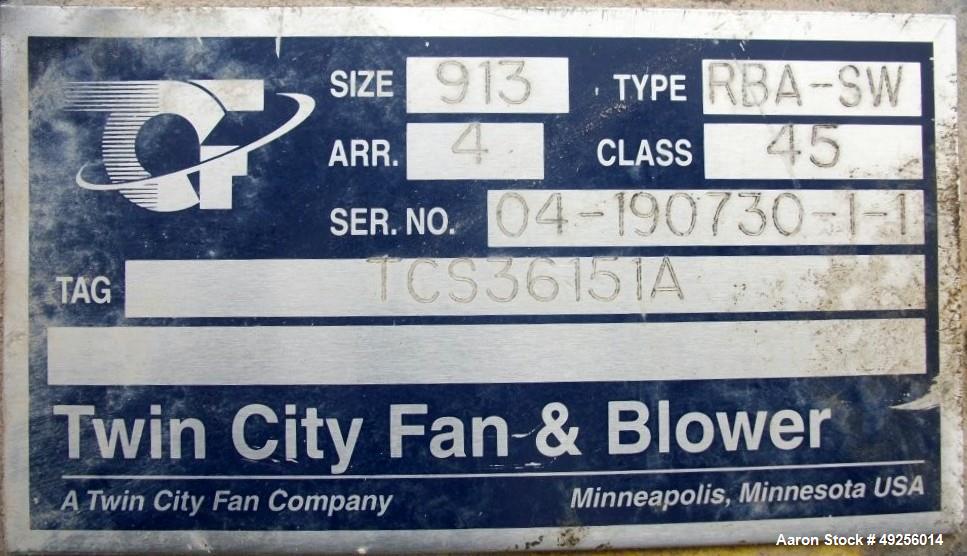 SIZE 913 TYPE RBA-SW
ARR. 4 CLASS 45
SER. NO. 04-190730-1-1
TAG TCS36151A
Twin City Fan & Blower
A Twin City Fan Company Minneapolis, Minnesota USA
Aaron Stock # 49256014